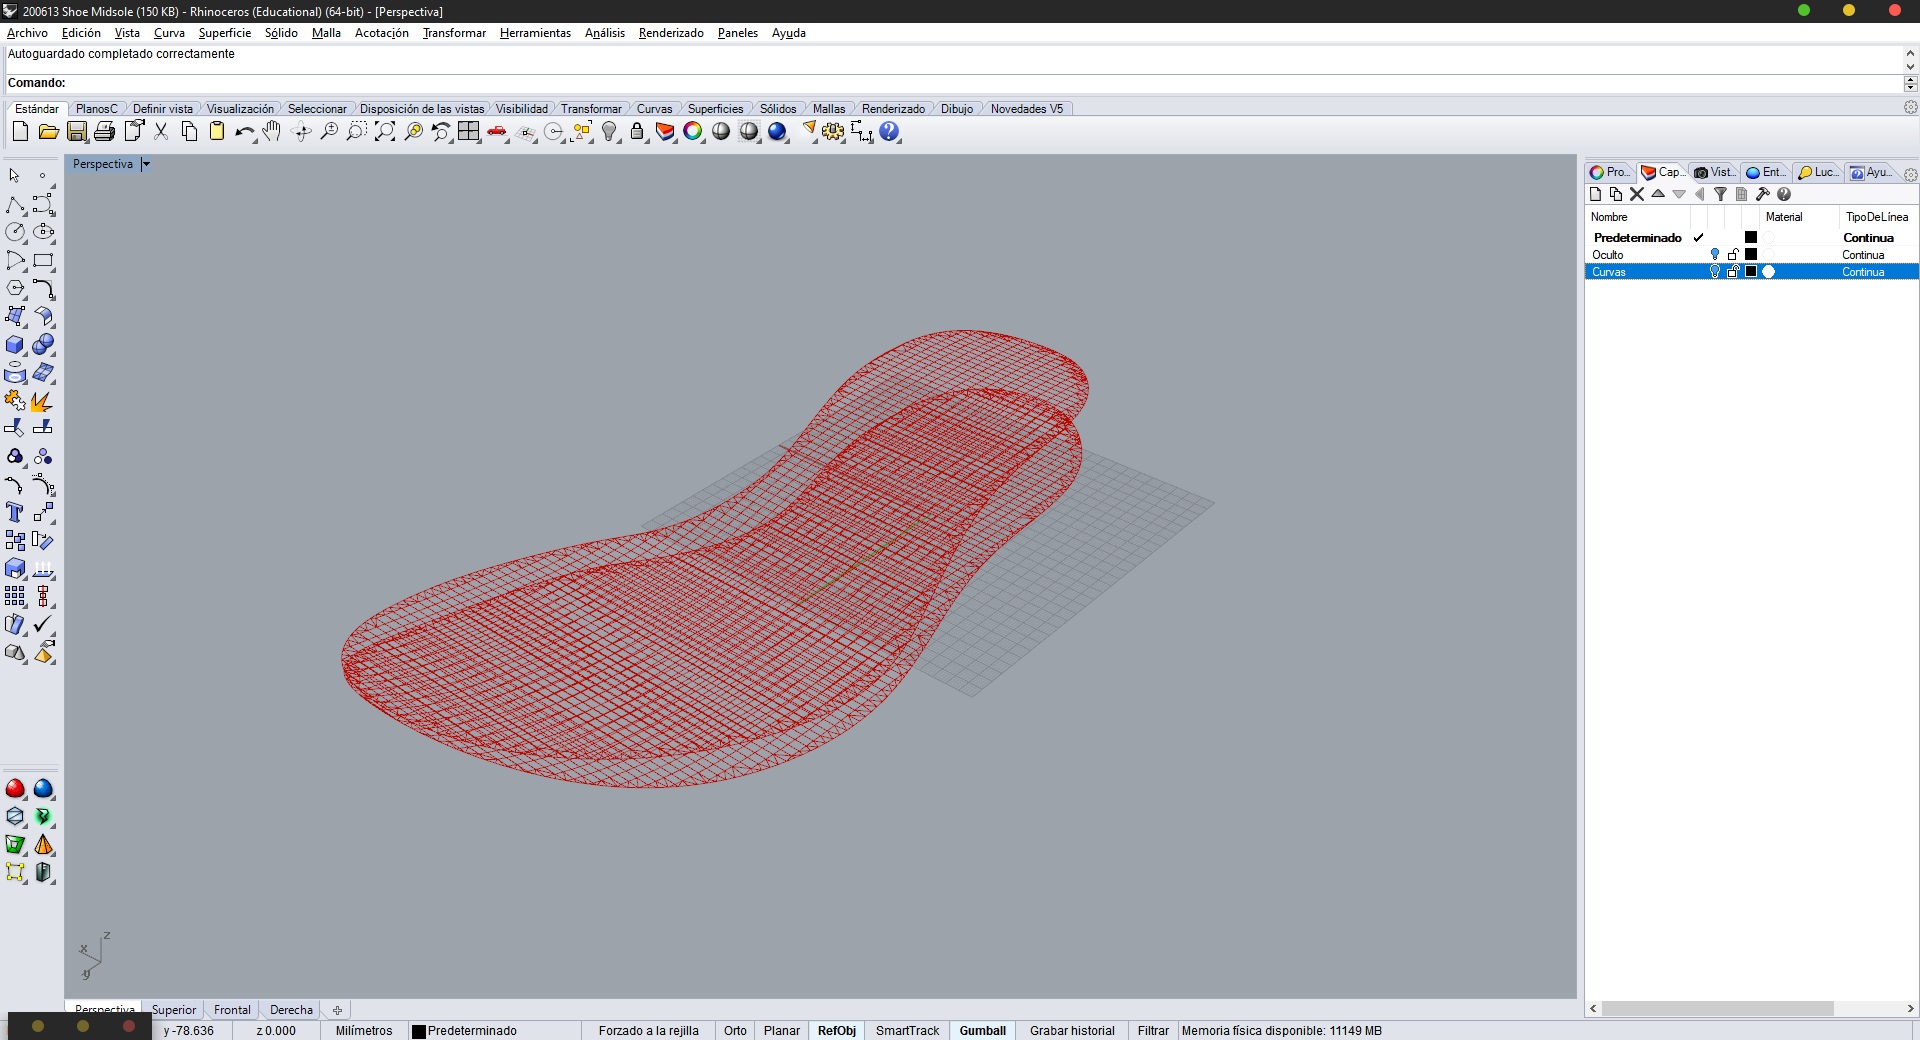 200613 Shoe Midsole (150 KB) - Rhinoceros (Educational) (64-bit) - [Perspectiva]
Archivo Edición Vista Curva Superficie Sólido Malla Acotación Transformar Herramientas Análisis Renderizado Paneles Ayuda
Autoguardado completado correctamente
Comando:
Estándar PlanosC Definir vista Visualización Seleccionar Disposición de las vistas Visibilidad Transformar Curvas Superficies Sólidos Mallas Renderizado Dibujo Novedades V5
Perspectiva
Pro... Cap... Vist... Ent... Luc... Ayu...
Nombre Material TipoDeLínea
Predeterminado Continua
Oculto Continua
Curvas Continua
z
x
y
Perspectiva Superior Frontal Derecha
y -78.636 z 0.000 Milímetros Predeterminado Forzado a la rejilla Orto Planar RefObj SmartTrack Gumball Grabar historial Filtrar Memoria física disponible: 11149 MB